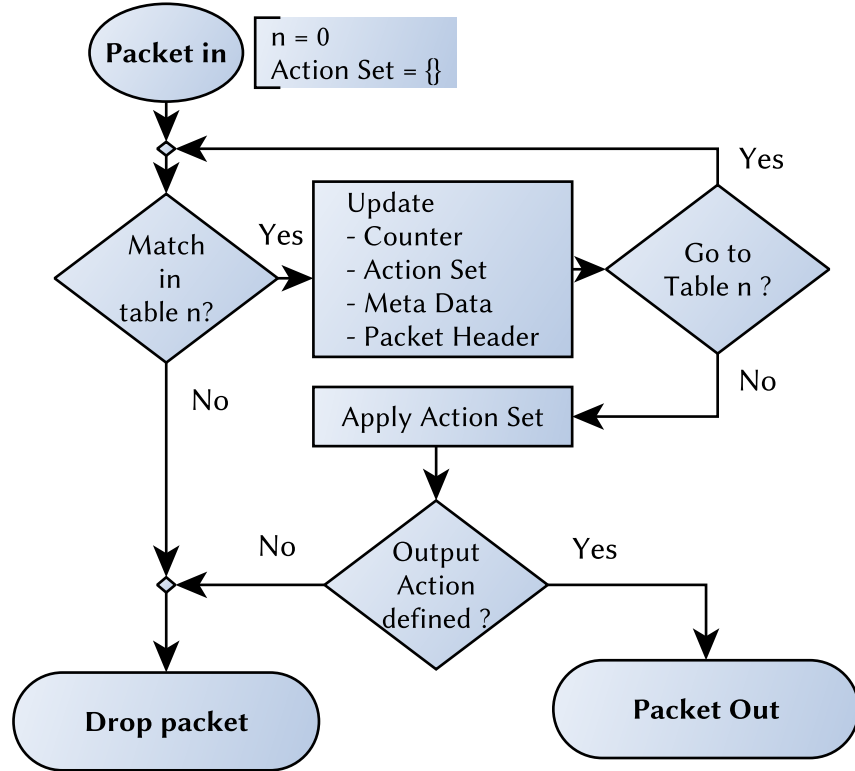 Packet in
n = 0
Action Set = {}
Yes
Match
in
table n?
Yes
Update
- Counter
- Action Set
- Meta Data
- Packet Header
Go to
Table n ?
No
No
Apply Action Set
No
Output
Action
defined ?
Yes
Drop packet
Packet Out